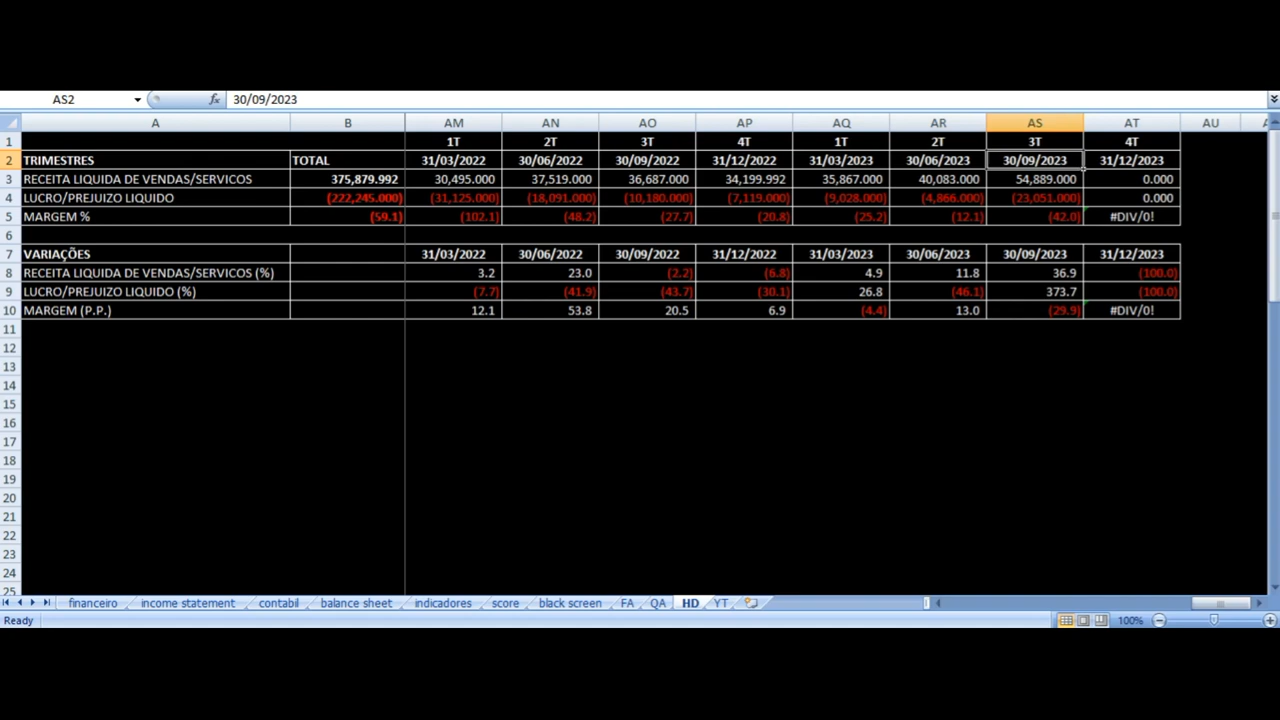 AS2 fx 30/09/2023
A B AM AN AO AP AQ AR AS AT AU
1 1T 2T 3T 4T 1T 2T 3T 4T
2 TRIMESTRES TOTAL 31/03/2022 30/06/2022 30/09/2022 31/12/2022 31/03/2023 30/06/2023 30/09/2023 31/12/2023
3 RECEITA LIQUIDA DE VENDAS/SERVICOS 375,879.992 30,495.000 37,519.000 36,687.000 34,199.992 35,867.000 40,083.000 54,889.000 0.000
4 LUCRO/PREJUIZO LIQUIDO (222,245.000) (31,125.000) (18,091.000) (10,180.000) (7,119.000) (9,028.000) (4,866.000) (23,051.000) 0.000
5 MARGEM % (59.1) (102.1) (48.2) (27.7) (20.8) (25.2) (12.1) (42.0) #DIV/0!
6
7 VARIAÇÕES 31/03/2022 30/06/2022 30/09/2022 31/12/2022 31/03/2023 30/06/2023 30/09/2023 31/12/2023
8 RECEITA LIQUIDA DE VENDAS/SERVICOS (%) 3.2 23.0 (2.2) (6.8) 4.9 11.8 36.9 (100.0)
9 LUCRO/PREJUIZO LIQUIDO (%) (7.7) (41.9) (43.7) (30.1) 26.8 (46.1) 373.7 (100.0)
10 MARGEM (P.P.) 12.1 53.8 20.5 6.9 (4.4) 13.0 (29.9) #DIV/0!
11
12
13
14
15
16
17
18
19
20
21
22
23
24
25
financeiro income statement contabil balance sheet indicadores score black screen FA QA HD YT
Ready 100%